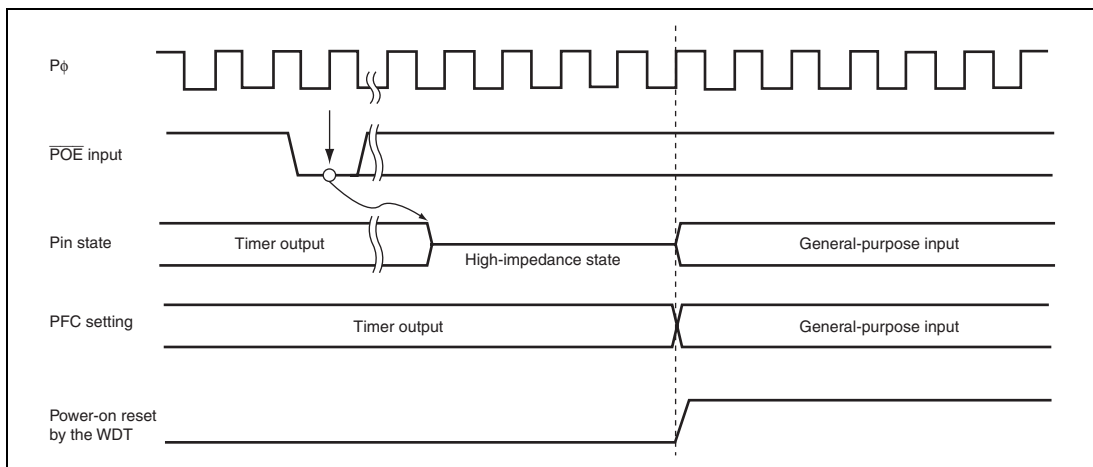 Pϕ
POE input
Pin state
Timer output
High-impedance state
General-purpose input
PFC setting
Timer output
General-purpose input
Power-on reset
by the WDT